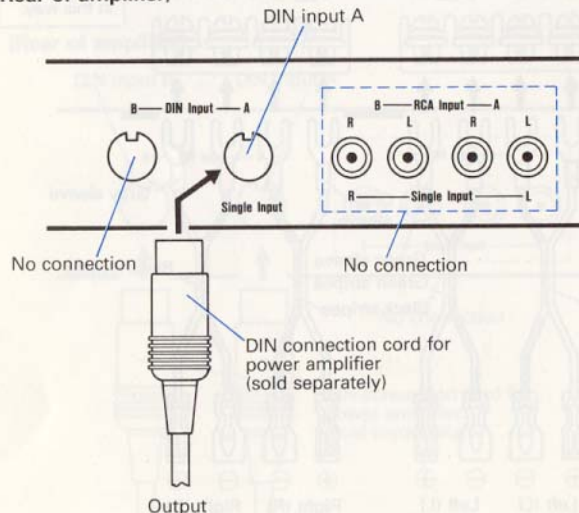 Rear of amplifier,
DIN input A
B — DIN Input — A
B — RCA Input — A
R L R L
Single Input
R — Single Input — L
No connection
No connection
DIN connection cord for
power amplifier
(sold separately)
Output